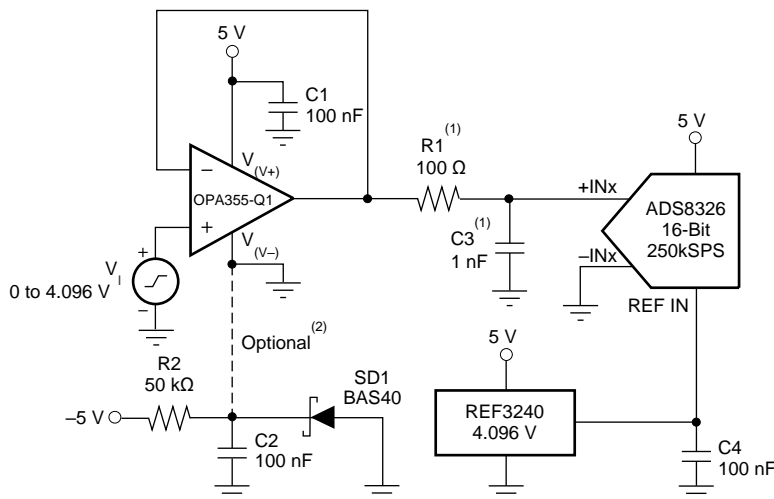 5 V
C1
100 nF
V
(V+)
−
OPA355-Q1
+
V
(V–)
+
V
I
0 to 4.096 V
−
R1
(1)
100 Ω
C3
(1)
1 nF
5 V
+INx
ADS8326
16-Bit
250kSPS
–INx
REF IN
Optional
(2)
R2
50 kΩ
–5 V
SD1
BAS40
C2
100 nF
5 V
REF3240
4.096 V
C4
100 nF